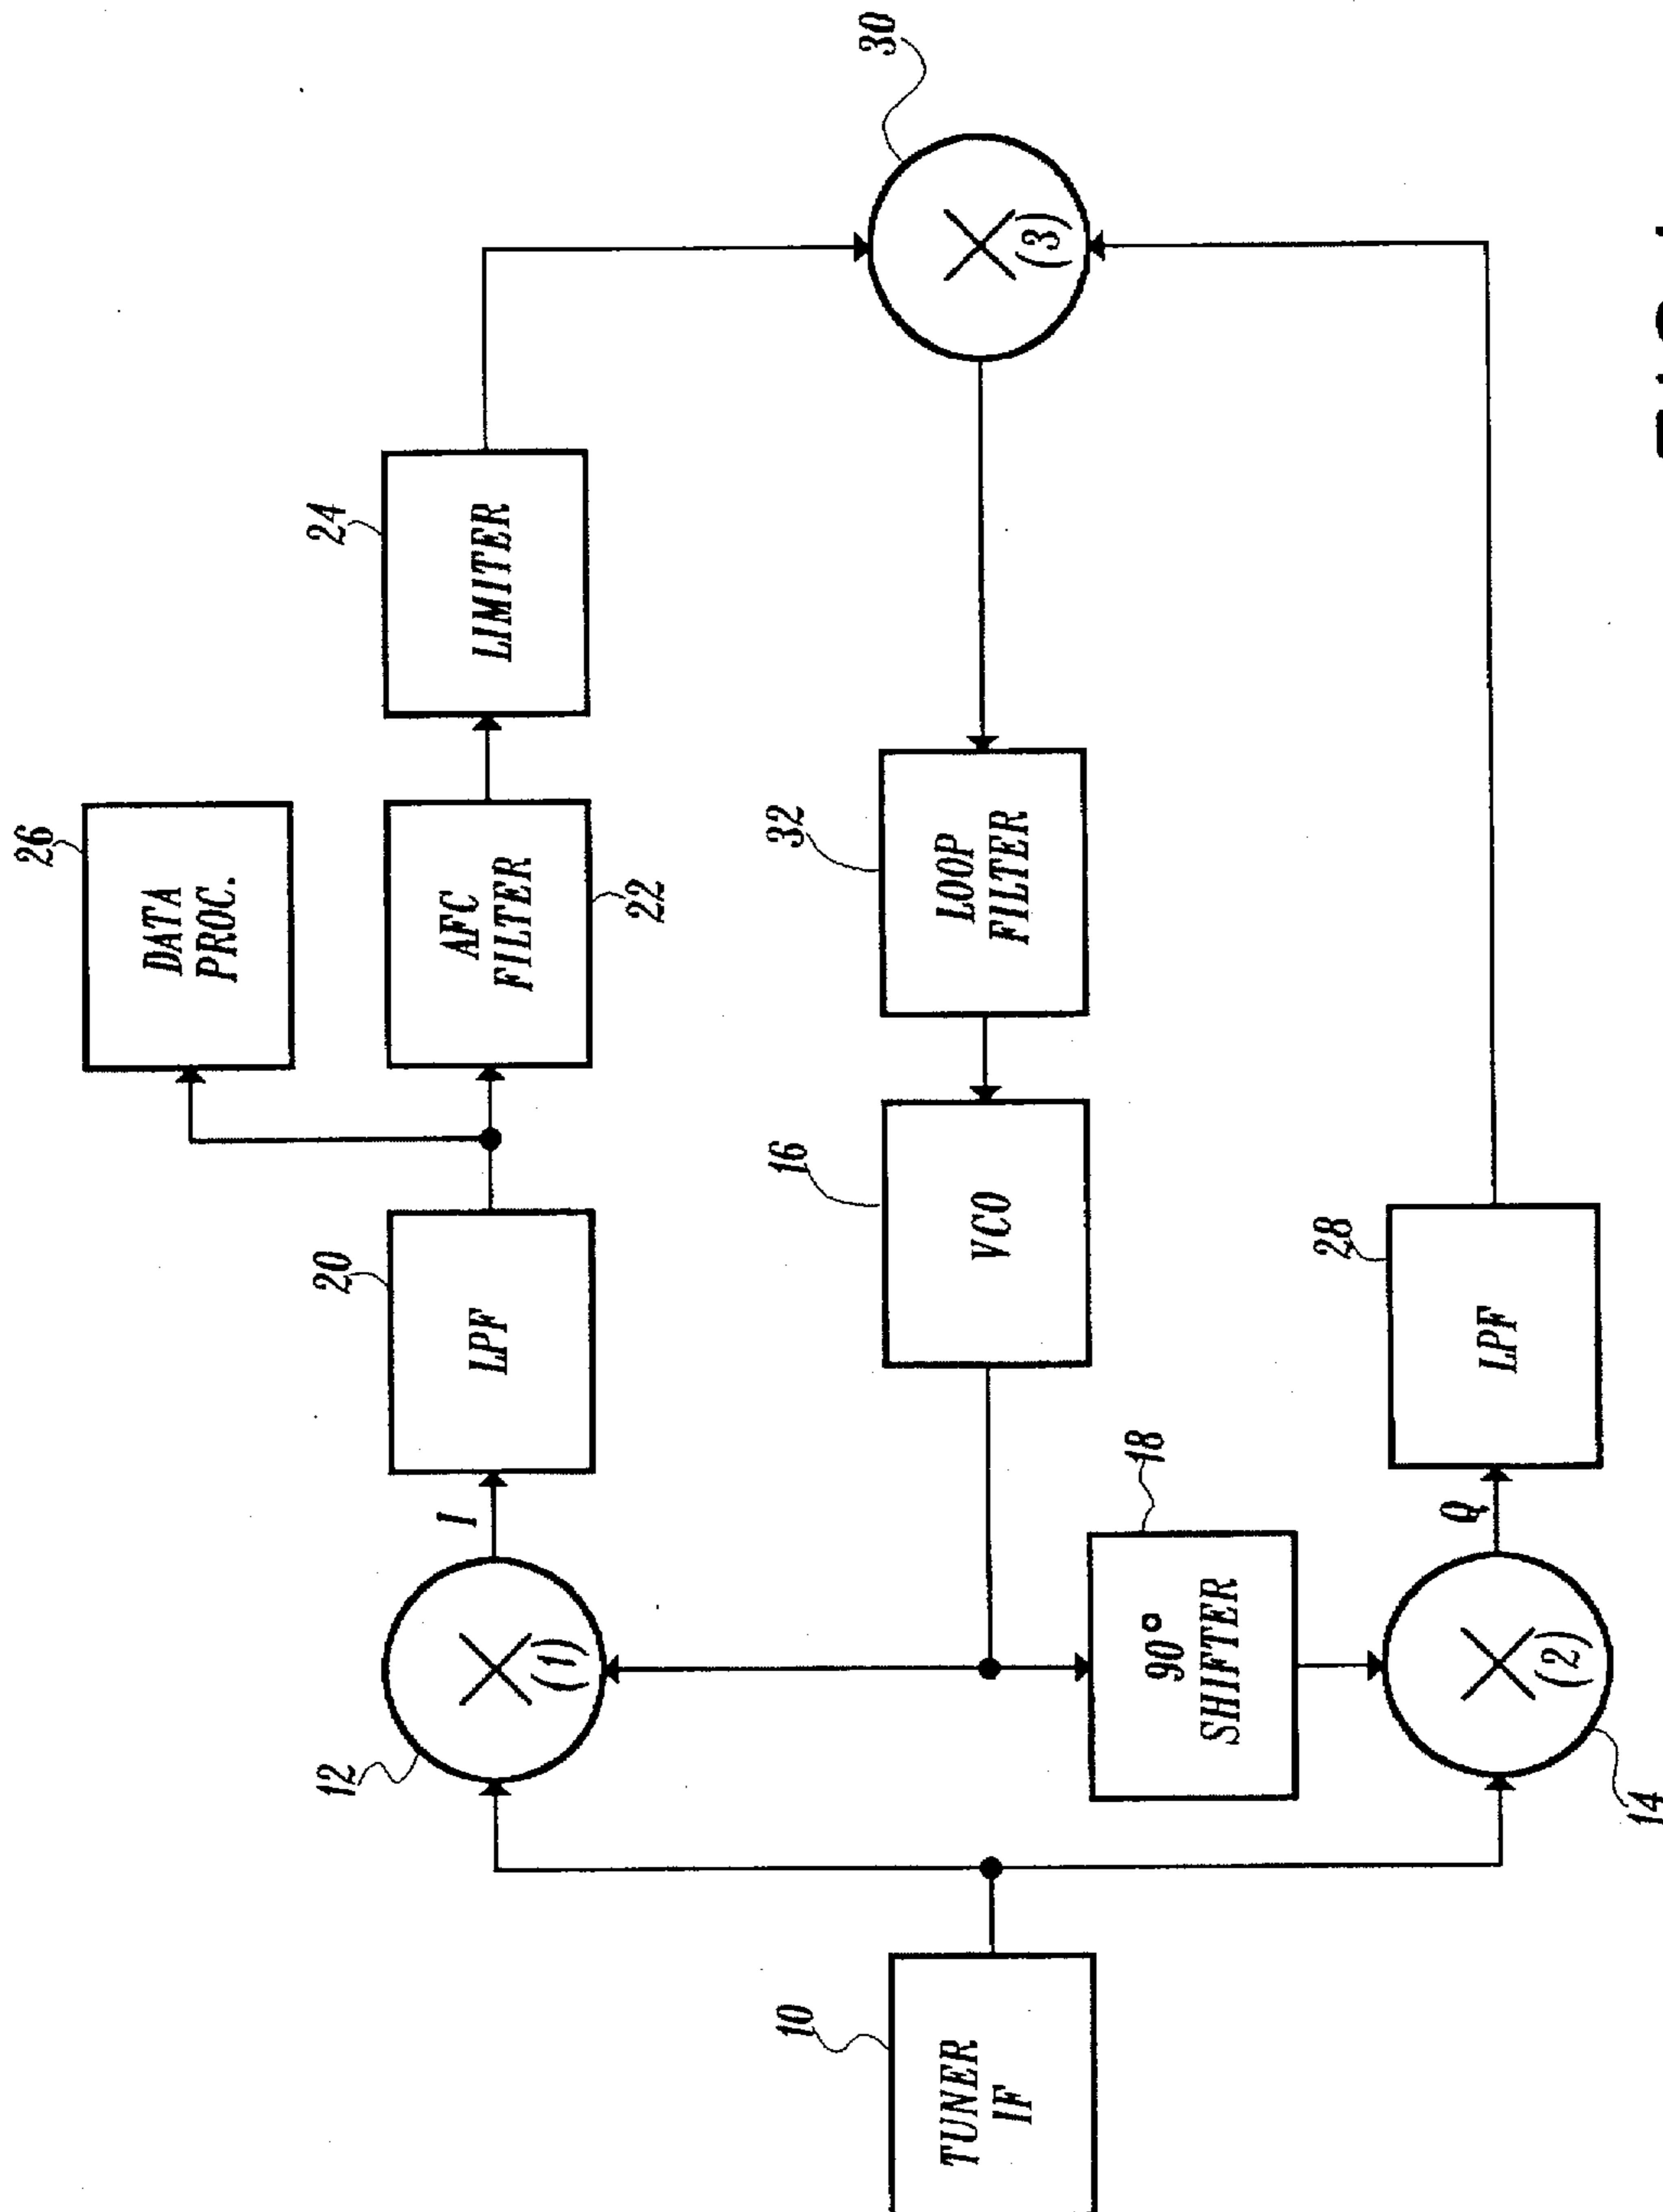 10
TUNER
IF
12
X
(1)
I
20
LPF
26
DATA
PROC.
AFC
FILTER
22
24
LIMITER
30
X
(3)
32
LOOP
FILTER
16
VCO
18
90°
SHIFTER
X
(2)
14
Q
28
LPF